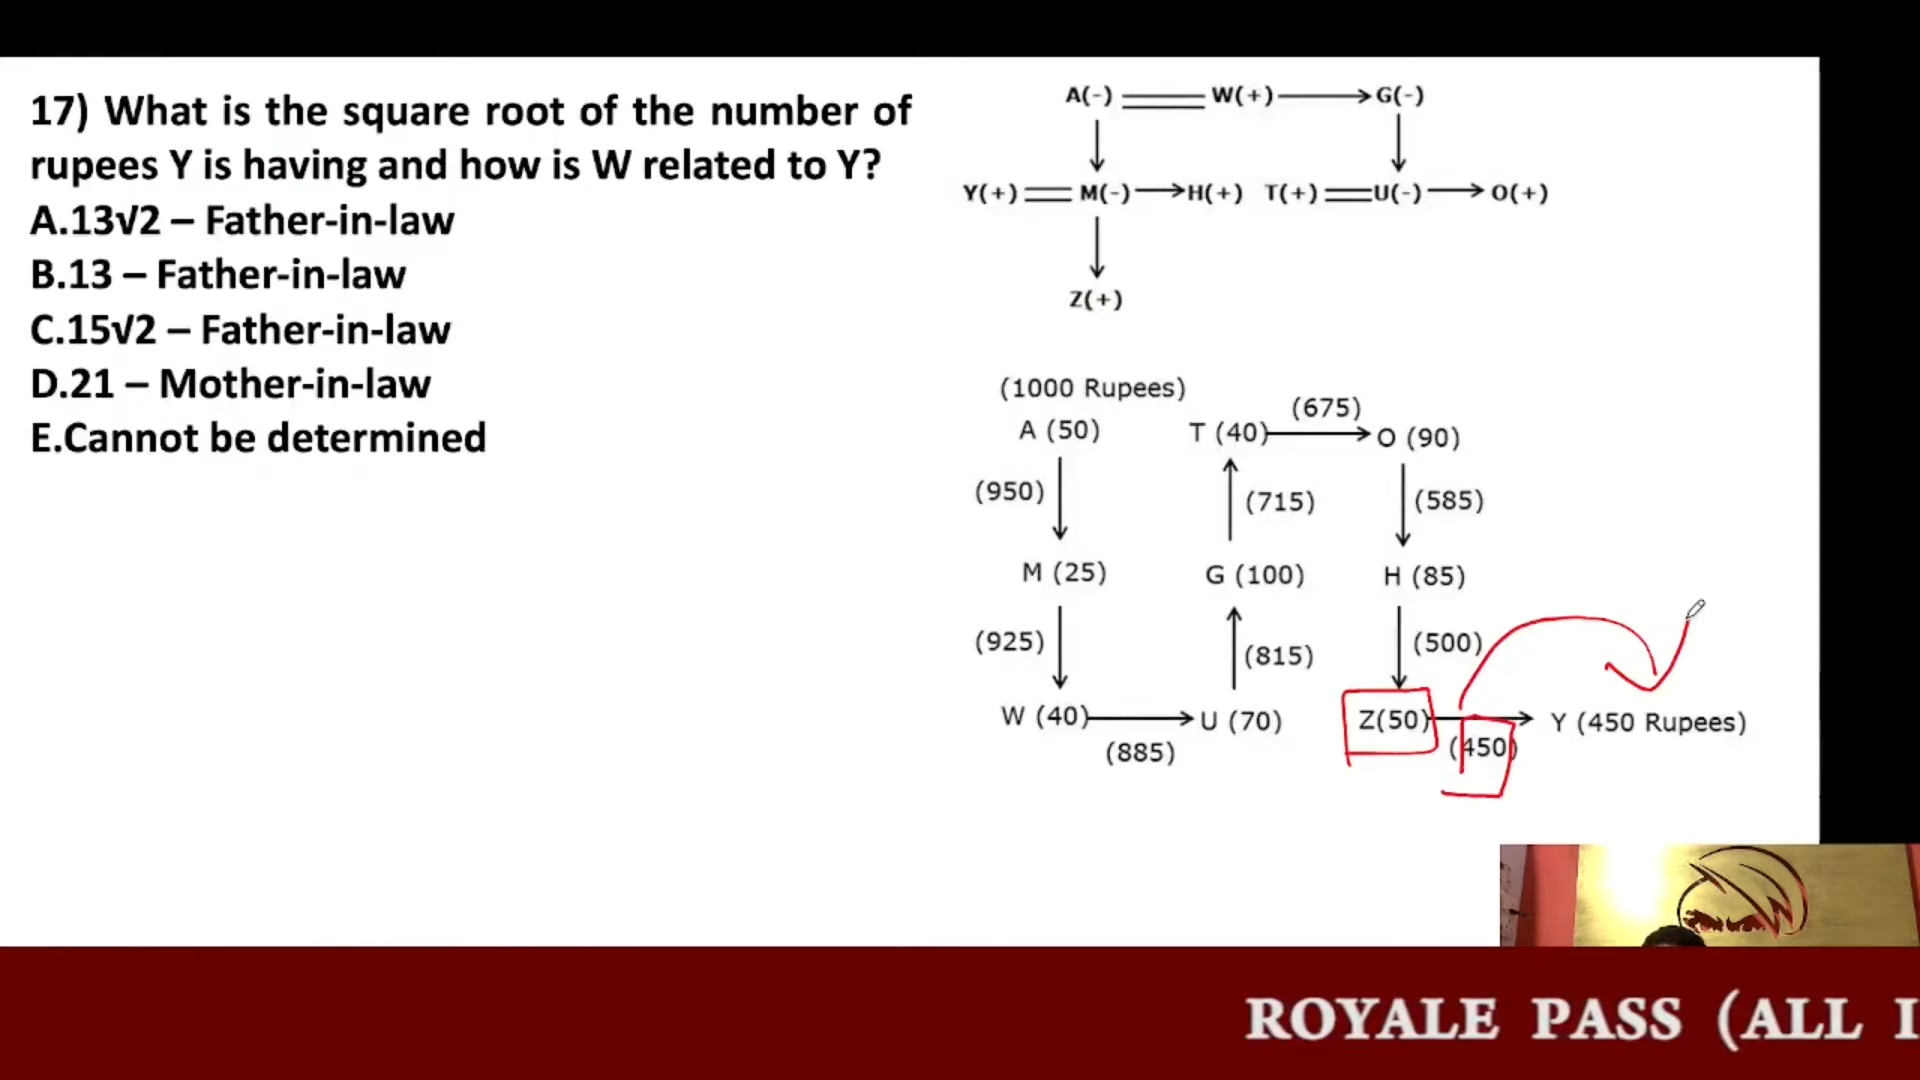 17) What is the square root of the number of
rupees Y is having and how is W related to Y?
A.13√2 – Father-in-law
B.13 – Father-in-law
C.15√2 – Father-in-law
D.21 – Mother-in-law
E.Cannot be determined
A(-) W(+) G(-)
Y(+) M(-) H(+) T(+) U(-) O(+)
Z(+)
(1000 Rupees)
(675)
A (50) T (40) O (90)
(950) (715) (585)
M (25) G (100) H (85)
(925) (815) (500)
W (40) U (70) Z(50) Y (450 Rupees)
(885) (450)
ROYALE PASS (ALL I